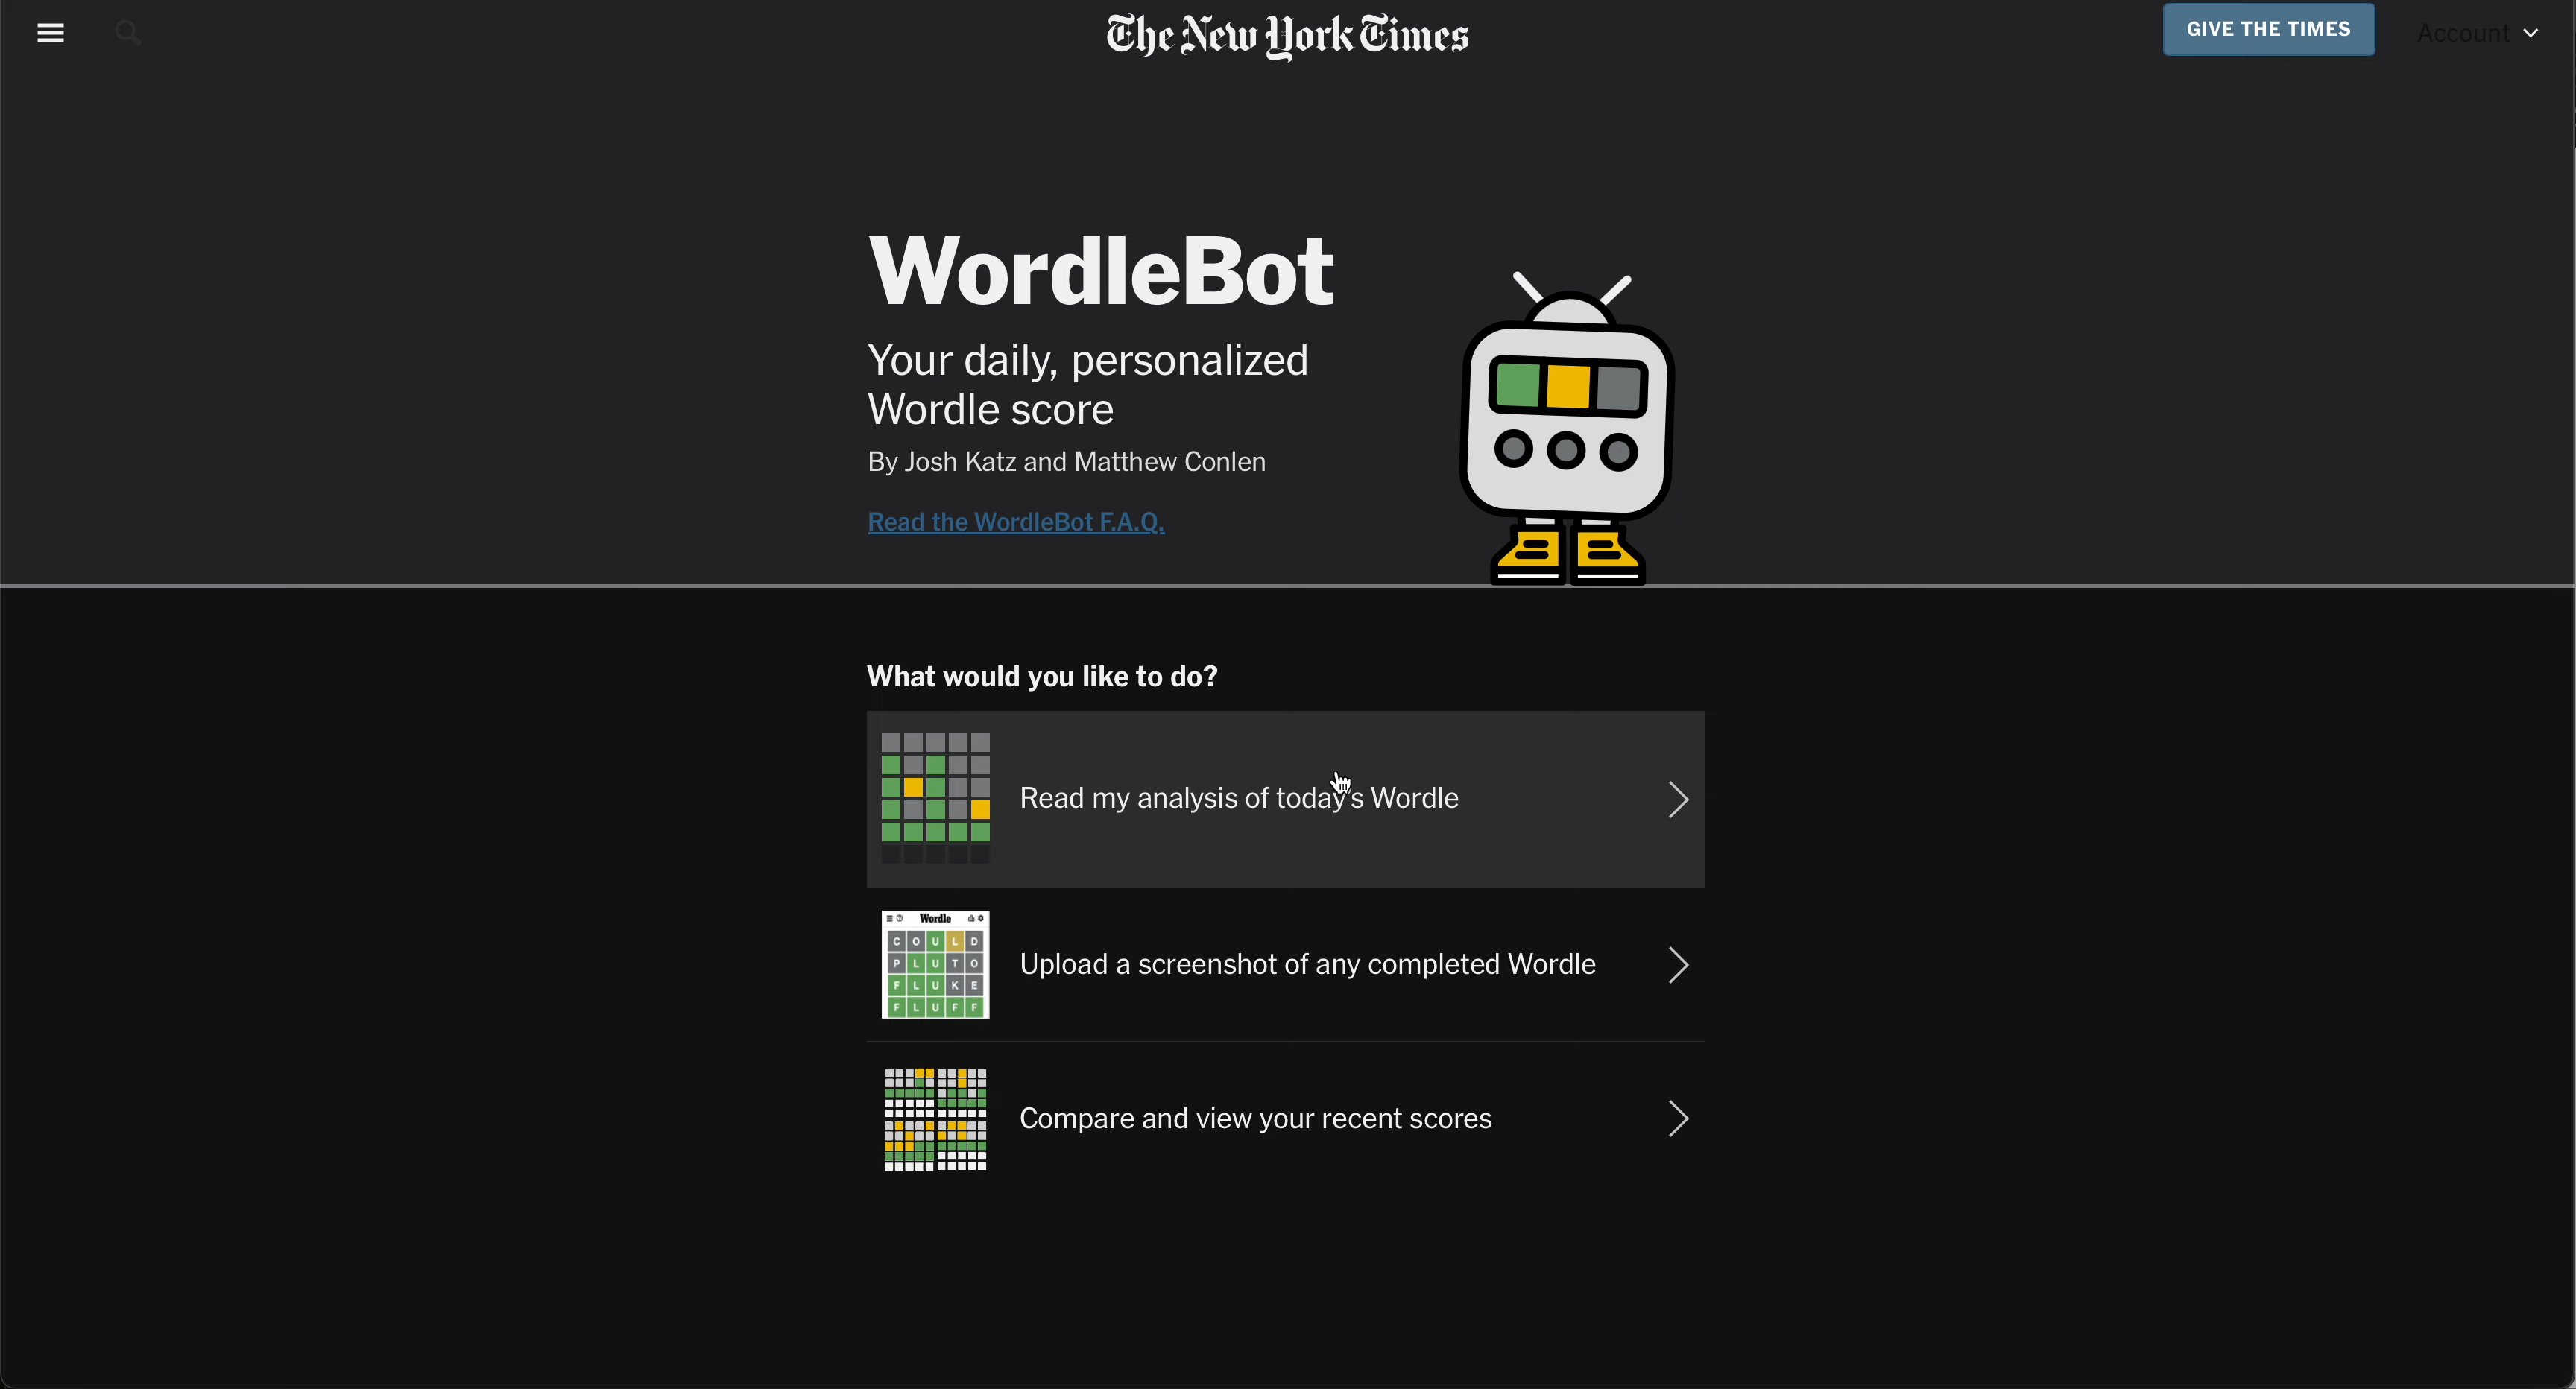 The New York Times
GIVE THE TIMES
Account
WordleBot
Your daily, personalized
Wordle score
By Josh Katz and Matthew Conlen
Read the WordleBot F.A.Q.
What would you like to do?
Read my analysis of today's Wordle
Wordle
C O U L D
P L U T O
F L U K E
F L U F F
Upload a screenshot of any completed Wordle
Compare and view your recent scores